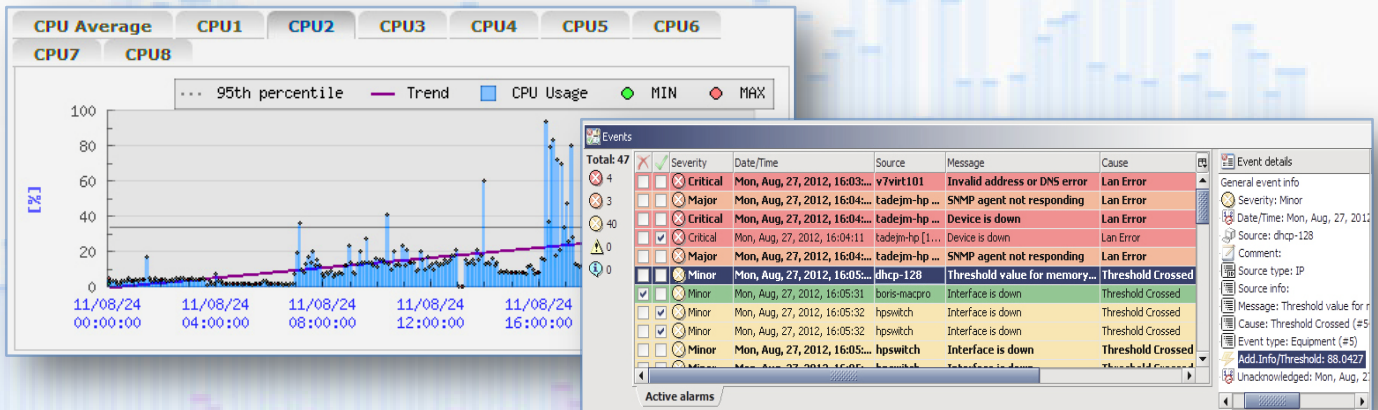 CPU Average CPU1 CPU2 CPU3 CPU4 CPU5 CPU6
CPU7 CPU8
95th percentile Trend CPU Usage MIN MAX
100
80
60
40
20
0
[%]
11/08/24 11/08/24 11/08/24 11/08/24 11/08/24
00:00:00 04:00:00 08:00:00 12:00:00 16:00:00
Events
Total: 47
4
3
40
0
0
Severity Date/Time Source Message Cause
Critical Mon, Aug, 27, 2012, 16:03:... v7virt101 Invalid address or DNS error Lan Error
Major Mon, Aug, 27, 2012, 16:04:... tadejm-hp ... SNMP agent not responding Lan Error
Critical Mon, Aug, 27, 2012, 16:04:... tadejm-hp ... Device is down Lan Error
Critical Mon, Aug, 27, 2012, 16:04:11 tadejm-hp [1... Device is down Lan Error
Major Mon, Aug, 27, 2012, 16:04:... tadejm-hp ... SNMP agent not responding Lan Error
Minor Mon, Aug, 27, 2012, 16:05:... dhcp-128 Threshold value for memory... Threshold Crossed
Minor Mon, Aug, 27, 2012, 16:05:31 boris-macpro Interface is down Threshold Crossed
Minor Mon, Aug, 27, 2012, 16:05:32 hpswitch Interface is down Threshold Crossed
Minor Mon, Aug, 27, 2012, 16:05:32 hpswitch Interface is down Threshold Crossed
Minor Mon, Aug, 27, 2012, 16:05:... hpswitch Interface is down Threshold Crossed
Active alarms
Event details
General event info
Severity: Minor
Date/Time: Mon, Aug, 27, 2012
Source: dhcp-128
Comment:
Source type: IP
Source info:
Message: Threshold value for
Cause: Threshold Crossed (#5
Event type: Equipment (#5)
Add.Info/Threshold: 88.0427
Unacknowledged: Mon, Aug, 2